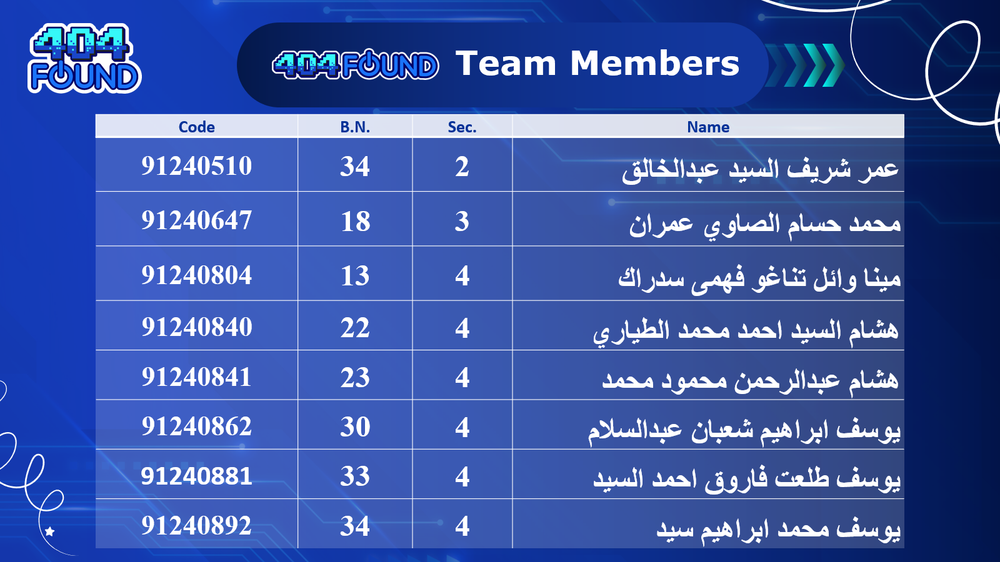 404
FOUND
404 FOUND Team Members
Code B.N. Sec. Name
91240510 34 2 عمر شريف السيد عبدالخالق
91240647 18 3 محمد حسام الصاوي عمران
91240804 13 4 مينا وائل تناغو فهمى سدراك
91240840 22 4 هشام السيد احمد محمد الطياري
91240841 23 4 هشام عبدالرحمن محمود محمد
91240862 30 4 يوسف ابراهيم شعبان عبدالسلام
91240881 33 4 يوسف طلعت فاروق احمد السيد
91240892 34 4 يوسف محمد ابراهيم سيد